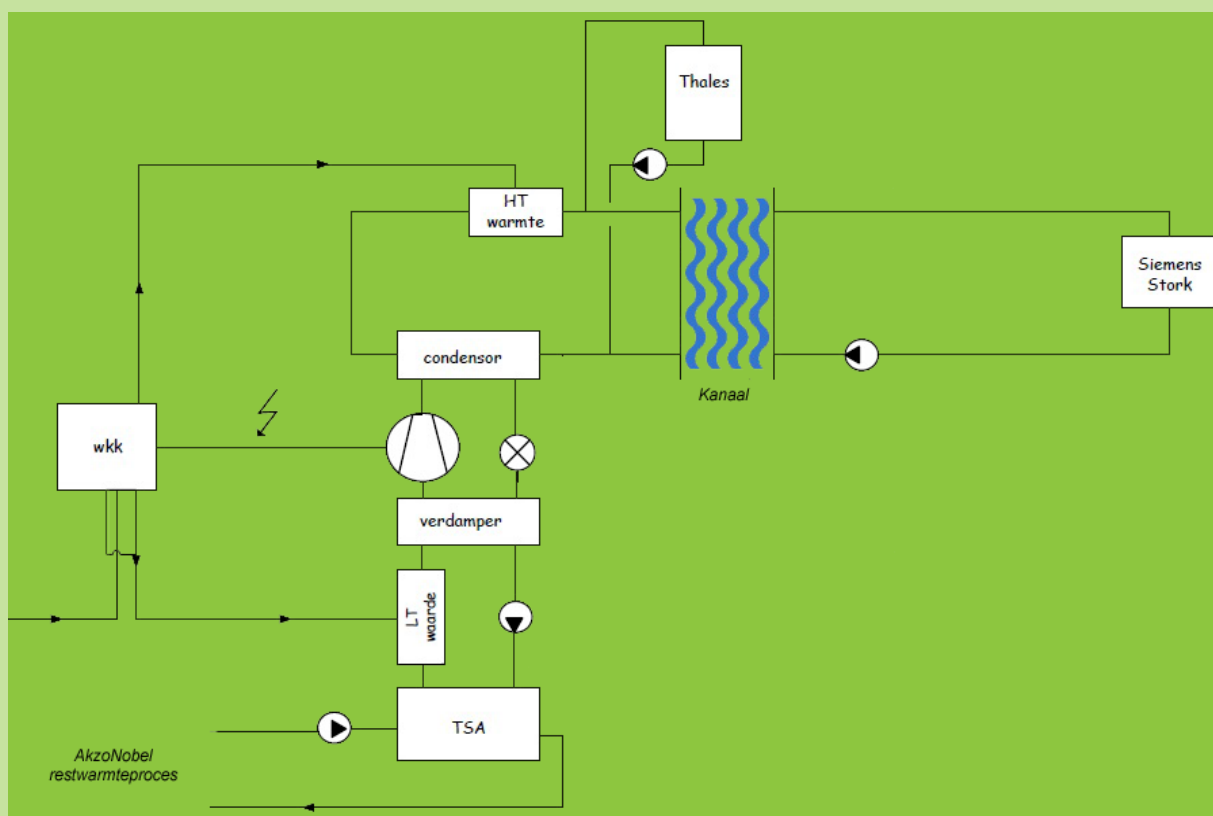 Thales
HT
warmte
Siemens
Stork
condensor
Kanaal
wkk
verdamper
LT
waarde
TSA
AkzoNobel
restwarmteproces